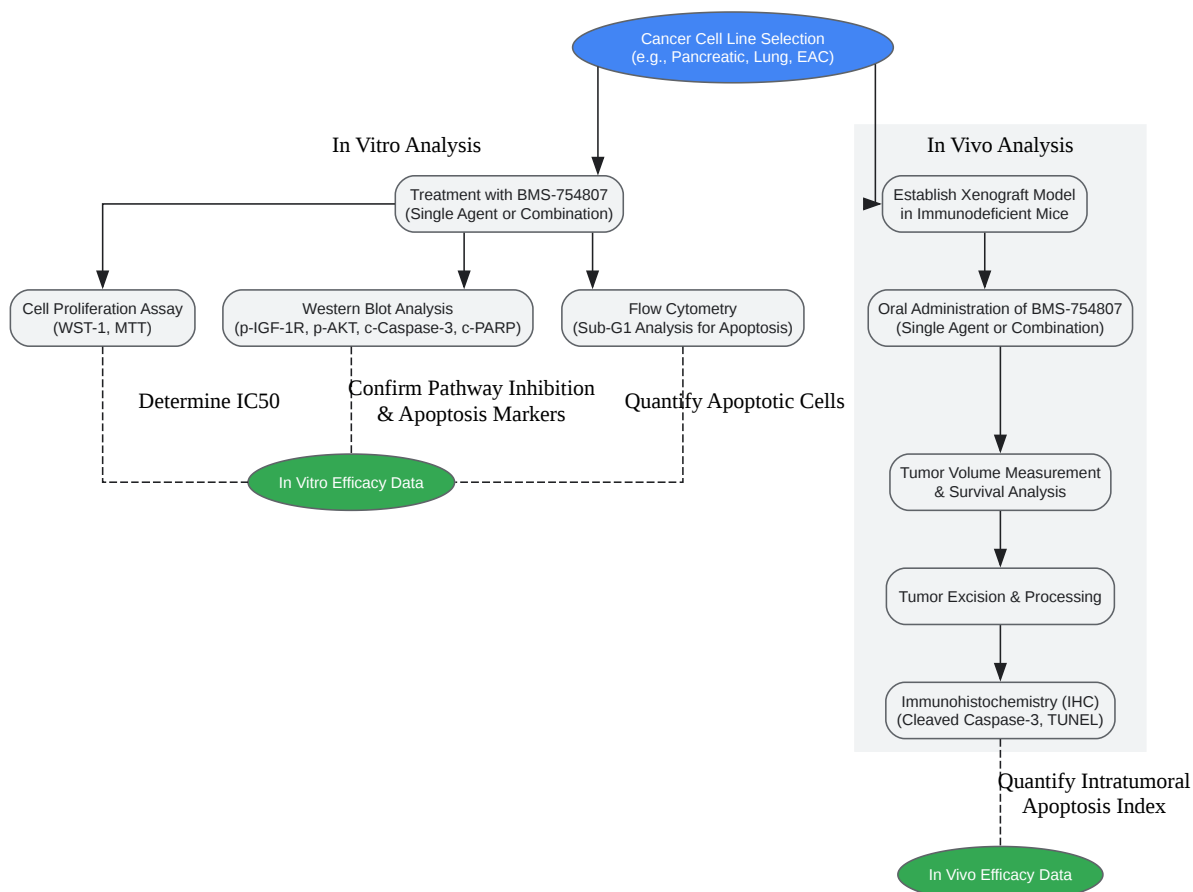 Cancer Cell Line Selection
(e.g., Pancreatic, Lung, EAC)
In Vitro Analysis
Treatment with BMS-754807
(Single Agent or Combination)
Cell Proliferation Assay
(WST-1, MTT)
Western Blot Analysis
(p-IGF-1R, p-AKT, c-Caspase-3, c-PARP)
Flow Cytometry
(Sub-G1 Analysis for Apoptosis)
Determine IC50
Confirm Pathway Inhibition
& Apoptosis Markers
Quantify Apoptotic Cells
In Vitro Efficacy Data
In Vivo Analysis
Establish Xenograft Model
in Immunodeficient Mice
Oral Administration of BMS-754807
(Single Agent or Combination)
Tumor Volume Measurement
& Survival Analysis
Tumor Excision & Processing
Immunohistochemistry (IHC)
(Cleaved Caspase-3, TUNEL)
Quantify Intratumoral
Apoptosis Index
In Vivo Efficacy Data